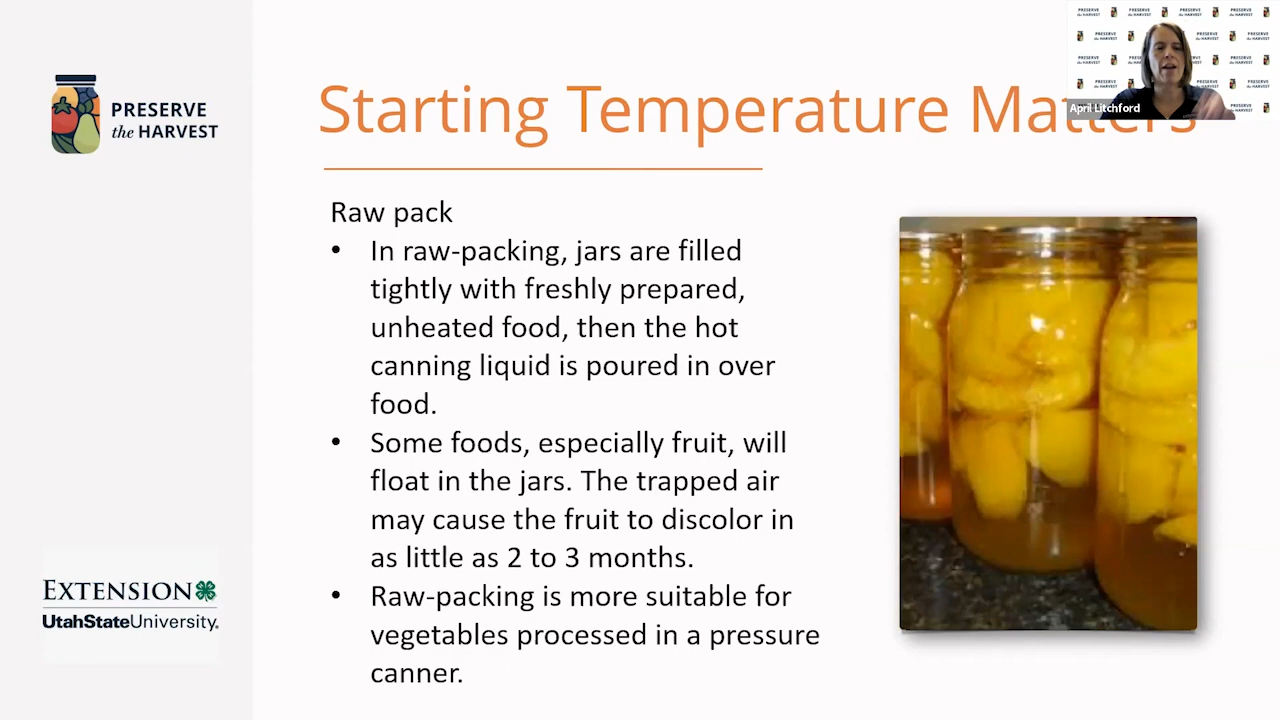 PRESERVE
the HARVEST
Starting Temperature Matters
April Litchford
Raw pack
• In raw-packing, jars are filled
tightly with freshly prepared,
unheated food, then the hot
canning liquid is poured in over
food.
• Some foods, especially fruit, will
float in the jars. The trapped air
may cause the fruit to discolor in
as little as 2 to 3 months.
• Raw-packing is more suitable for
vegetables processed in a pressure
canner.
EXTENSION
UtahStateUniversity.